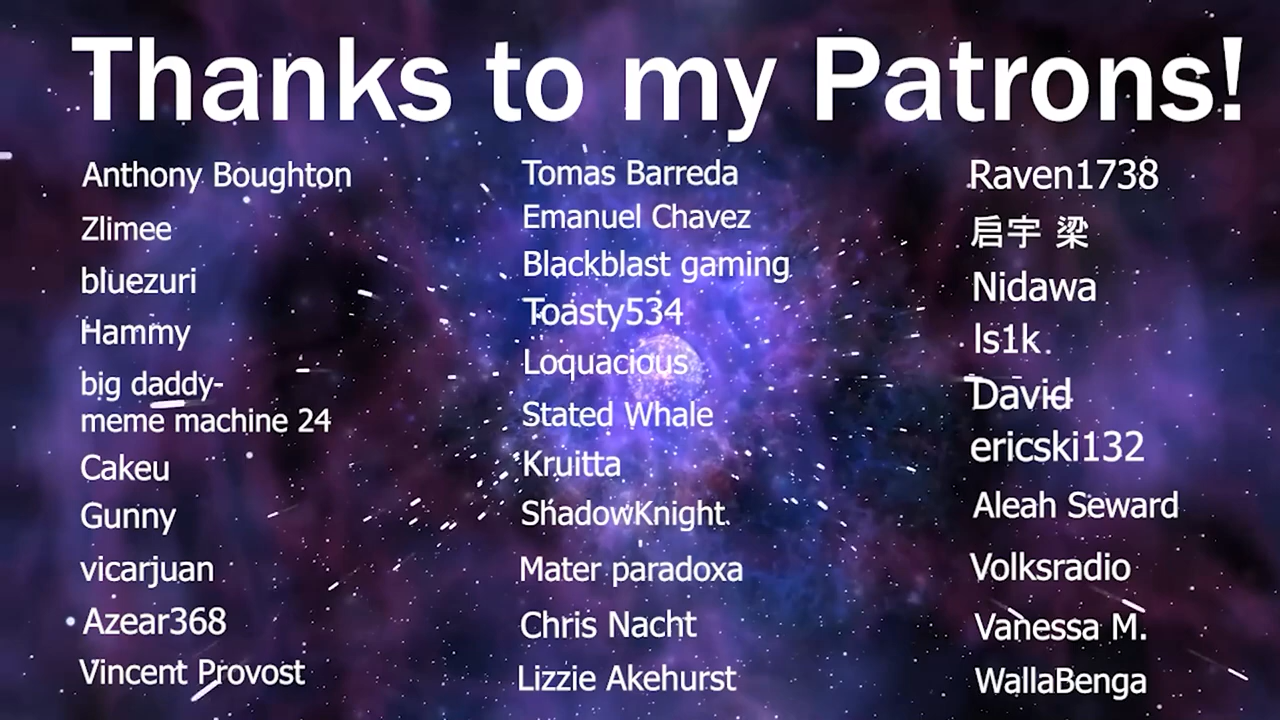 Thanks to my Patrons!
Anthony Boughton
Zlimee
bluezuri
Hammy
big daddy-
meme machine 24
Cakeu
Gunny
vicarjuan
Azear368
Vincent Provost
Tomas Barreda
Emanuel Chavez
Blackblast gaming
Toasty534
Loquacious
Stated Whale
Kruitta
ShadowKnight
Mater paradoxa
Chris Nacht
Lizzie Akehurst
Raven1738
启宇 梁
Nidawa
ls1k
David
ericski132
Aleah Seward
Volksradio
Vanessa M.
WallaBenga